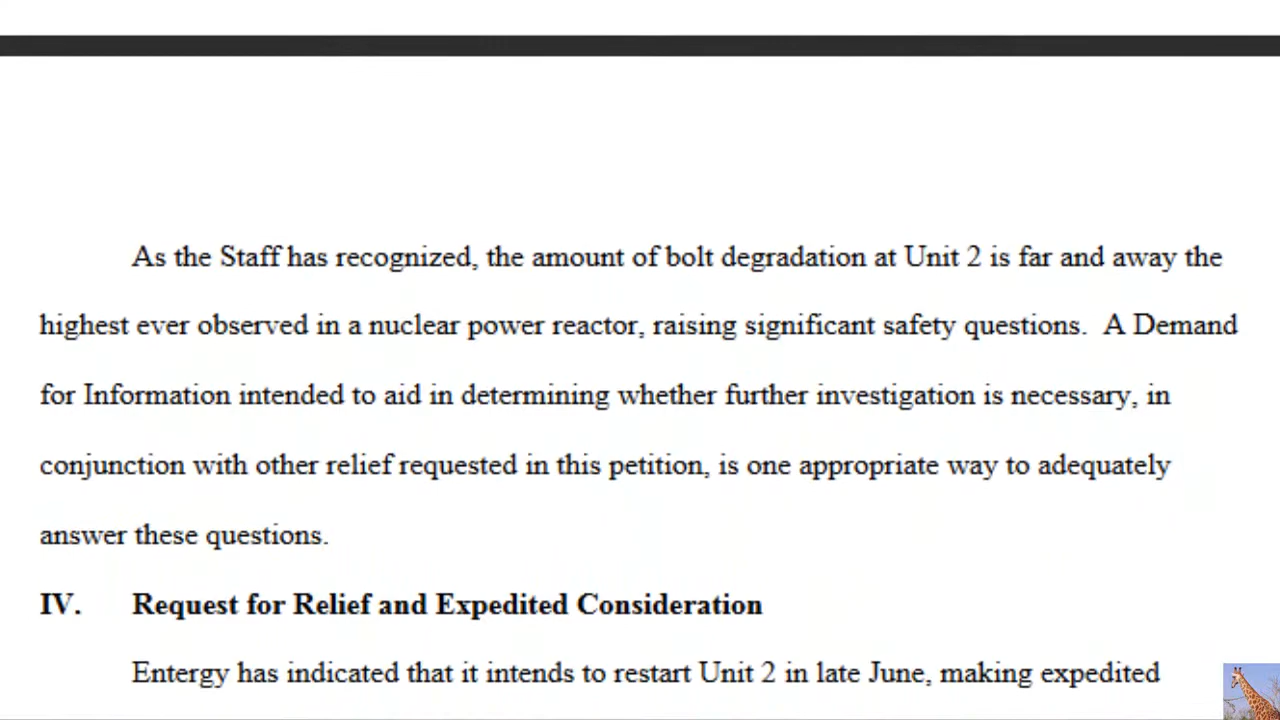 As the Staff has recognized, the amount of bolt degradation at Unit 2 is far and away the
highest ever observed in a nuclear power reactor, raising significant safety questions.  A Demand
for Information intended to aid in determining whether further investigation is necessary, in
conjunction with other relief requested in this petition, is one appropriate way to adequately
answer these questions.
IV. Request for Relief and Expedited Consideration
Entergy has indicated that it intends to restart Unit 2 in late June, making expedited